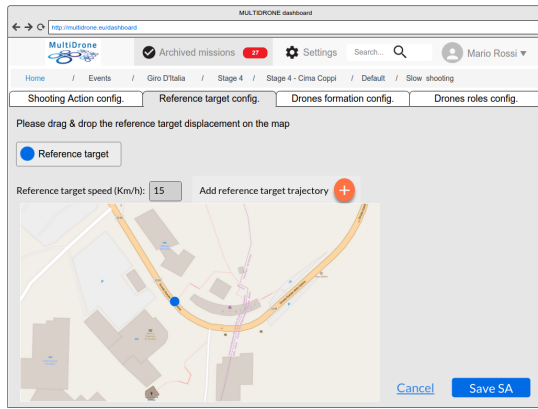 MULTIDRONE dashboard
http://multidrone.eu/dashboard
MultiDrone
Archived missions 27 Settings Search... Mario Rossi ▼
Home / Events / Giro D'Italia / Stage 4 / Stage 4 - Cima Coppi / Default / Slow shooting
Shooting Action config. Reference target config. Drones formation config. Drones roles config.
Please drag & drop the reference target displacement on the map
Reference target
Reference target speed (Km/h): 15 Add reference target trajectory +
Cancel Save SA